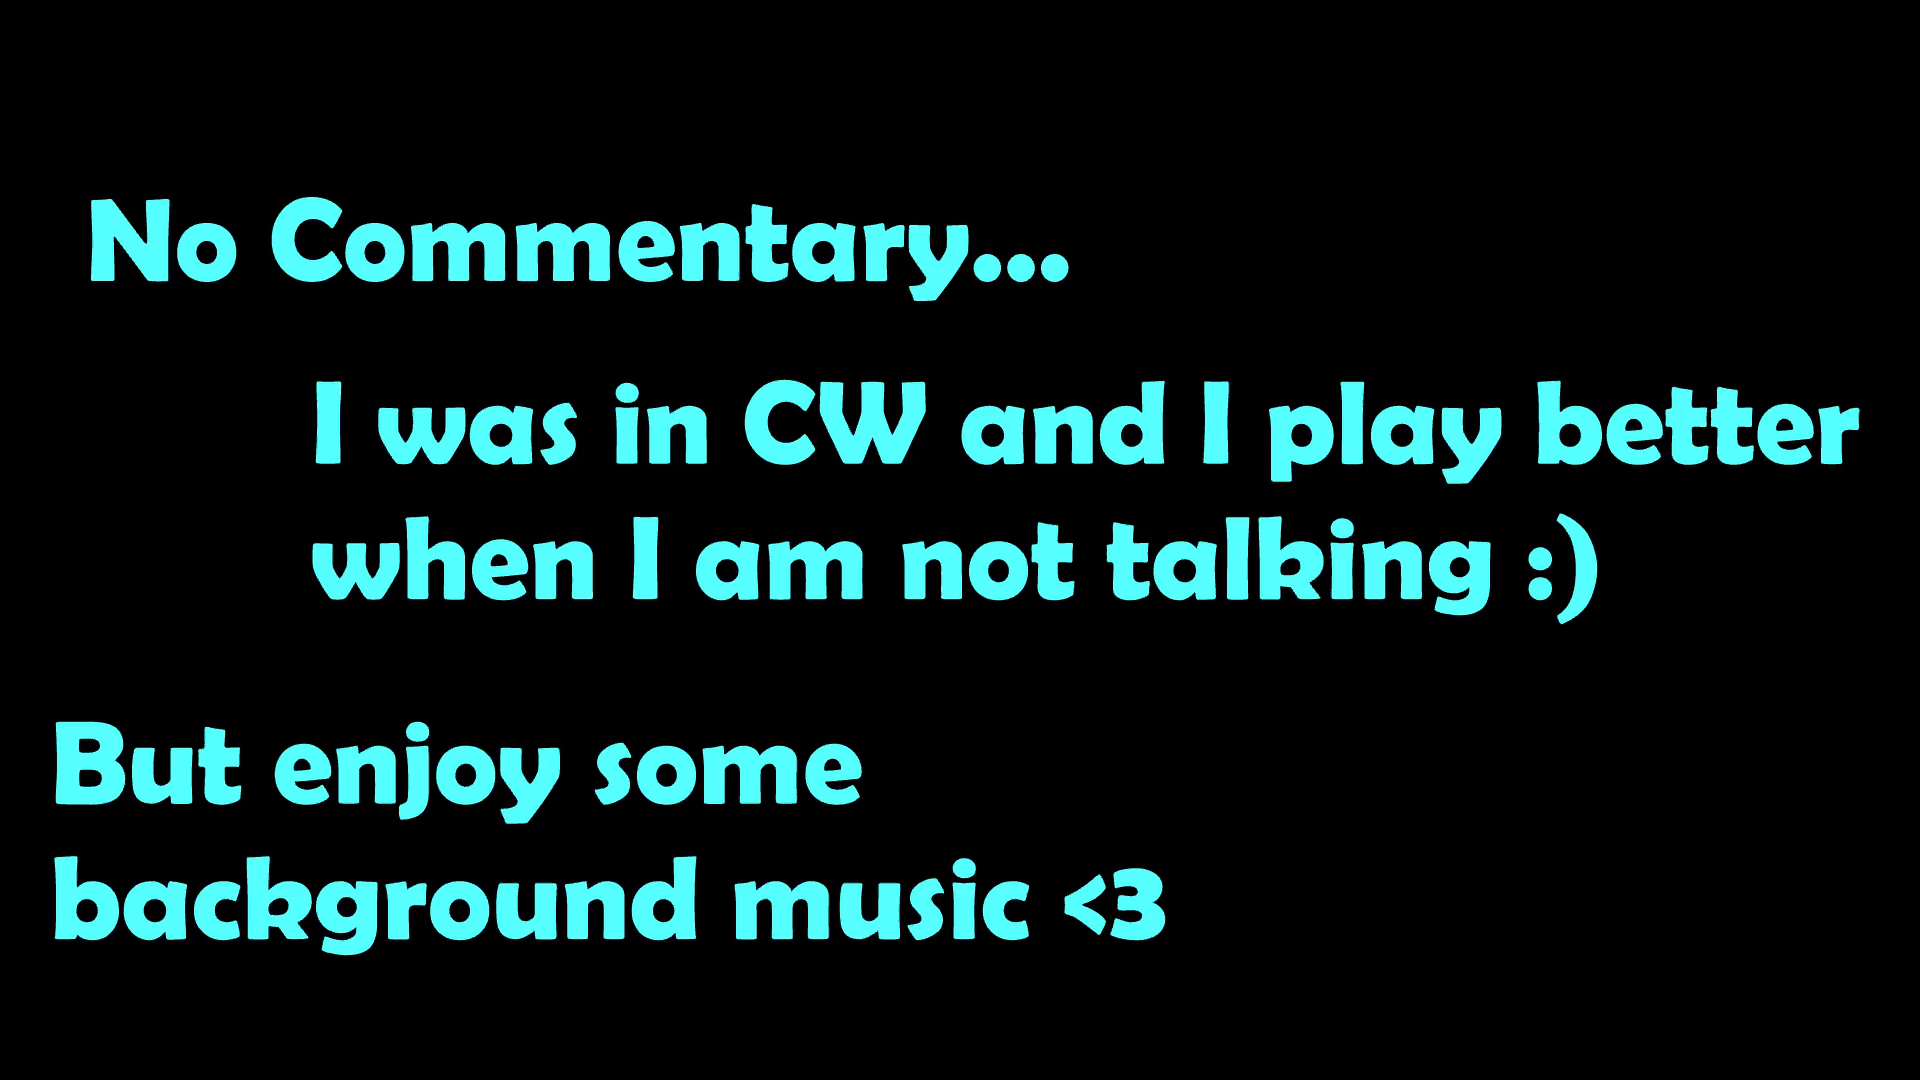 No Commentary...
I was in CW and I play better
when I am not talking :)
But enjoy some
background music <3